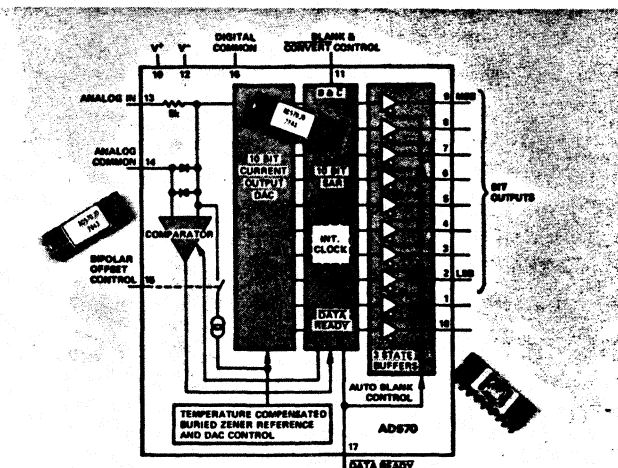 DIGITAL
COMMON
BLANK &
CONVERT CONTROL
V+
V-
10
12
16
11
ANALOG IN
13
5k
B & C
9
MSB
8
ANALOG
COMMON
14
7
10 BIT
CURRENT
OUTPUT
DAC
10 BIT
SAR
6
BIT
OUTPUTS
5
COMPARATOR
4
INT.
CLOCK
3
BIPOLAR
OFFSET
CONTROL
15
2
LSB
1
DATA
READY
18
3 STATE
BUFFERS
AUTO BLANK
CONTROL
TEMPERATURE COMPENSATED
BURIED ZENER REFERENCE
AND DAC CONTROL
AD570
17
DATA READY